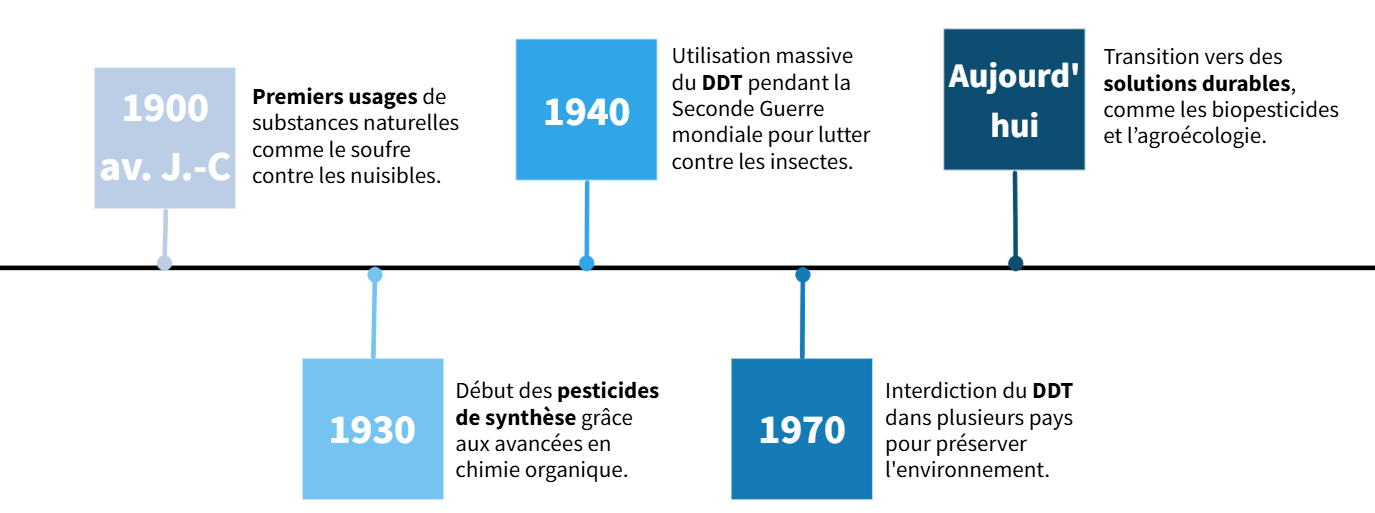 1900
av. J.-C
Premiers usages de
substances naturelles
comme le soufre
contre les nuisibles.
1930
Début des pesticides
de synthèse grâce
aux avancées en
chimie organique.
1940
Utilisation massive
du DDT pendant la
Seconde Guerre
mondiale pour lutter
contre les insectes.
1970
Interdiction du DDT
dans plusieurs pays
pour préserver
l'environnement.
Aujourd'
hui
Transition vers des
solutions durables,
comme les biopesticides
et l’agroécologie.